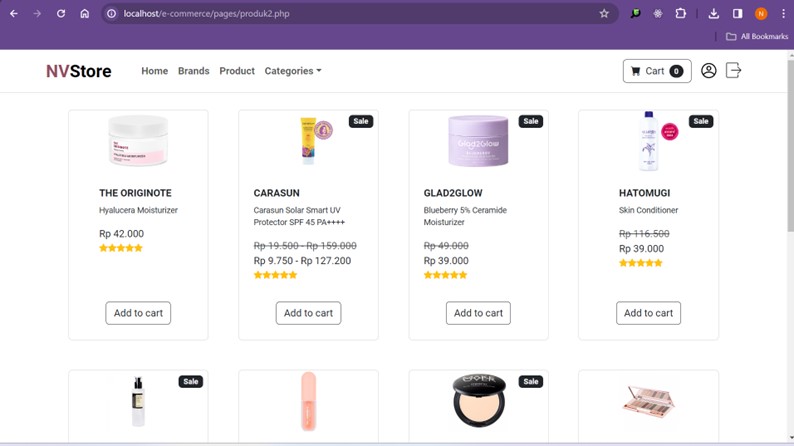 localhost/e-commerce/pages/produk2.php
N
All Bookmarks
NVStore
Home Brands Product Categories
Cart 0
Sale Sale Sale
Glad2Glow
THE ORIGINOTE
Hyalucera Moisturizer
Rp 42.000
Add to cart
CARASUN
Carasun Solar Smart UV
Protector SPF 45 PA++++
Rp 19.500 - Rp 159.000
Rp 9.750 - Rp 127.200
Add to cart
GLAD2GLOW
Blueberry 5% Ceramide
Moisturizer
Rp 49.000
Rp 39.000
Add to cart
HATOMUGI
Skin Conditioner
Rp 116.500
Rp 39.000
Add to cart
Sale Sale